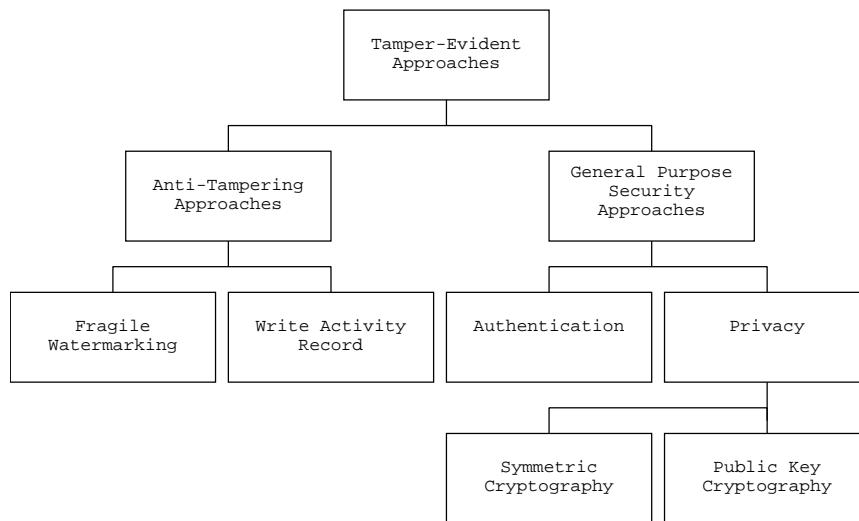 Tamper-Evident
Approaches
Anti-Tampering
Approaches
General Purpose
Security
Approaches
Fragile
Watermarking
Write Activity
Record
Authentication
Privacy
Symmetric
Cryptography
Public Key
Cryptography